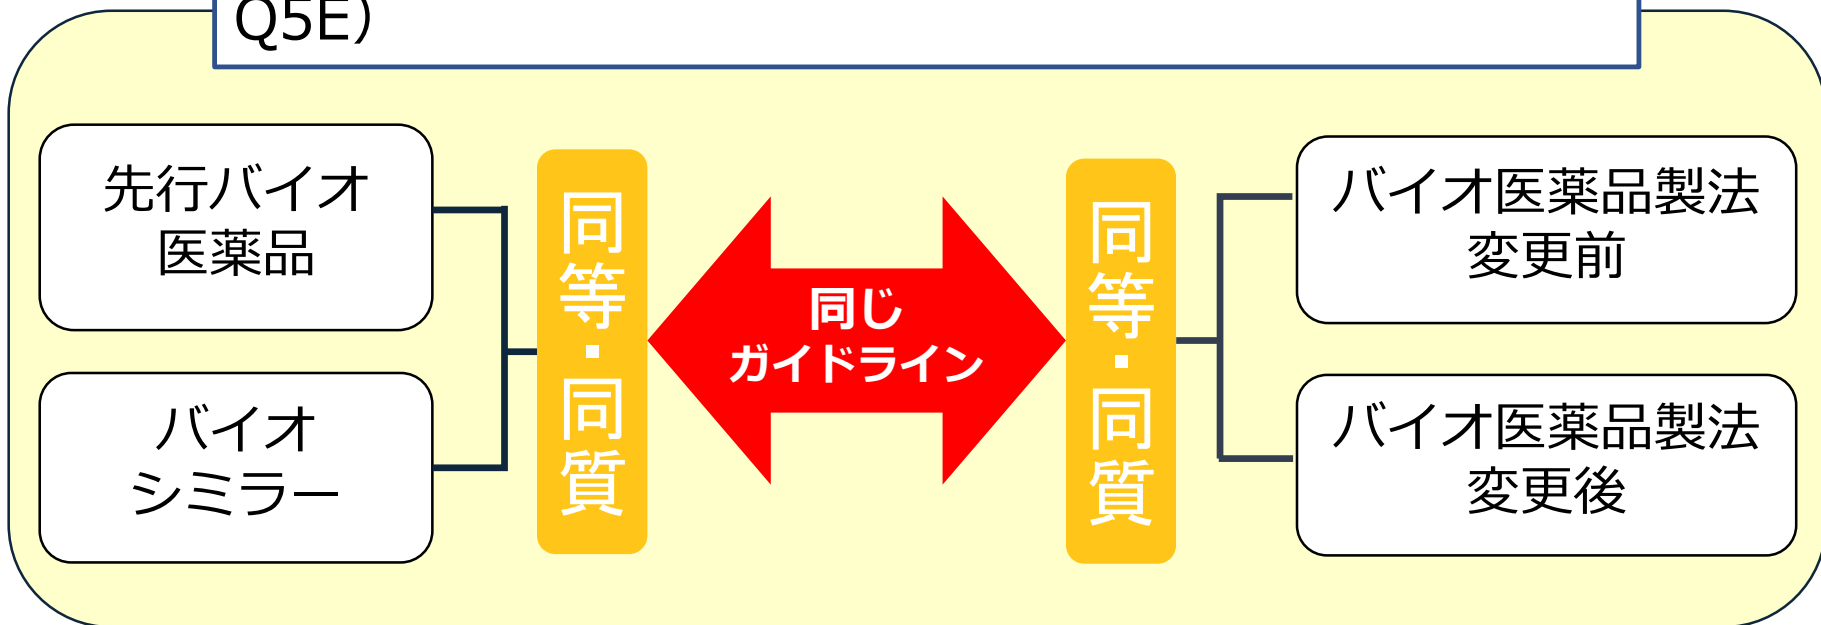 Q5E）
先行バイオ
医薬品
バイオ
シミラー
同等・同質
同じ
ガイドライン
同等・同質
バイオ医薬品製法
変更前
バイオ医薬品製法
変更後